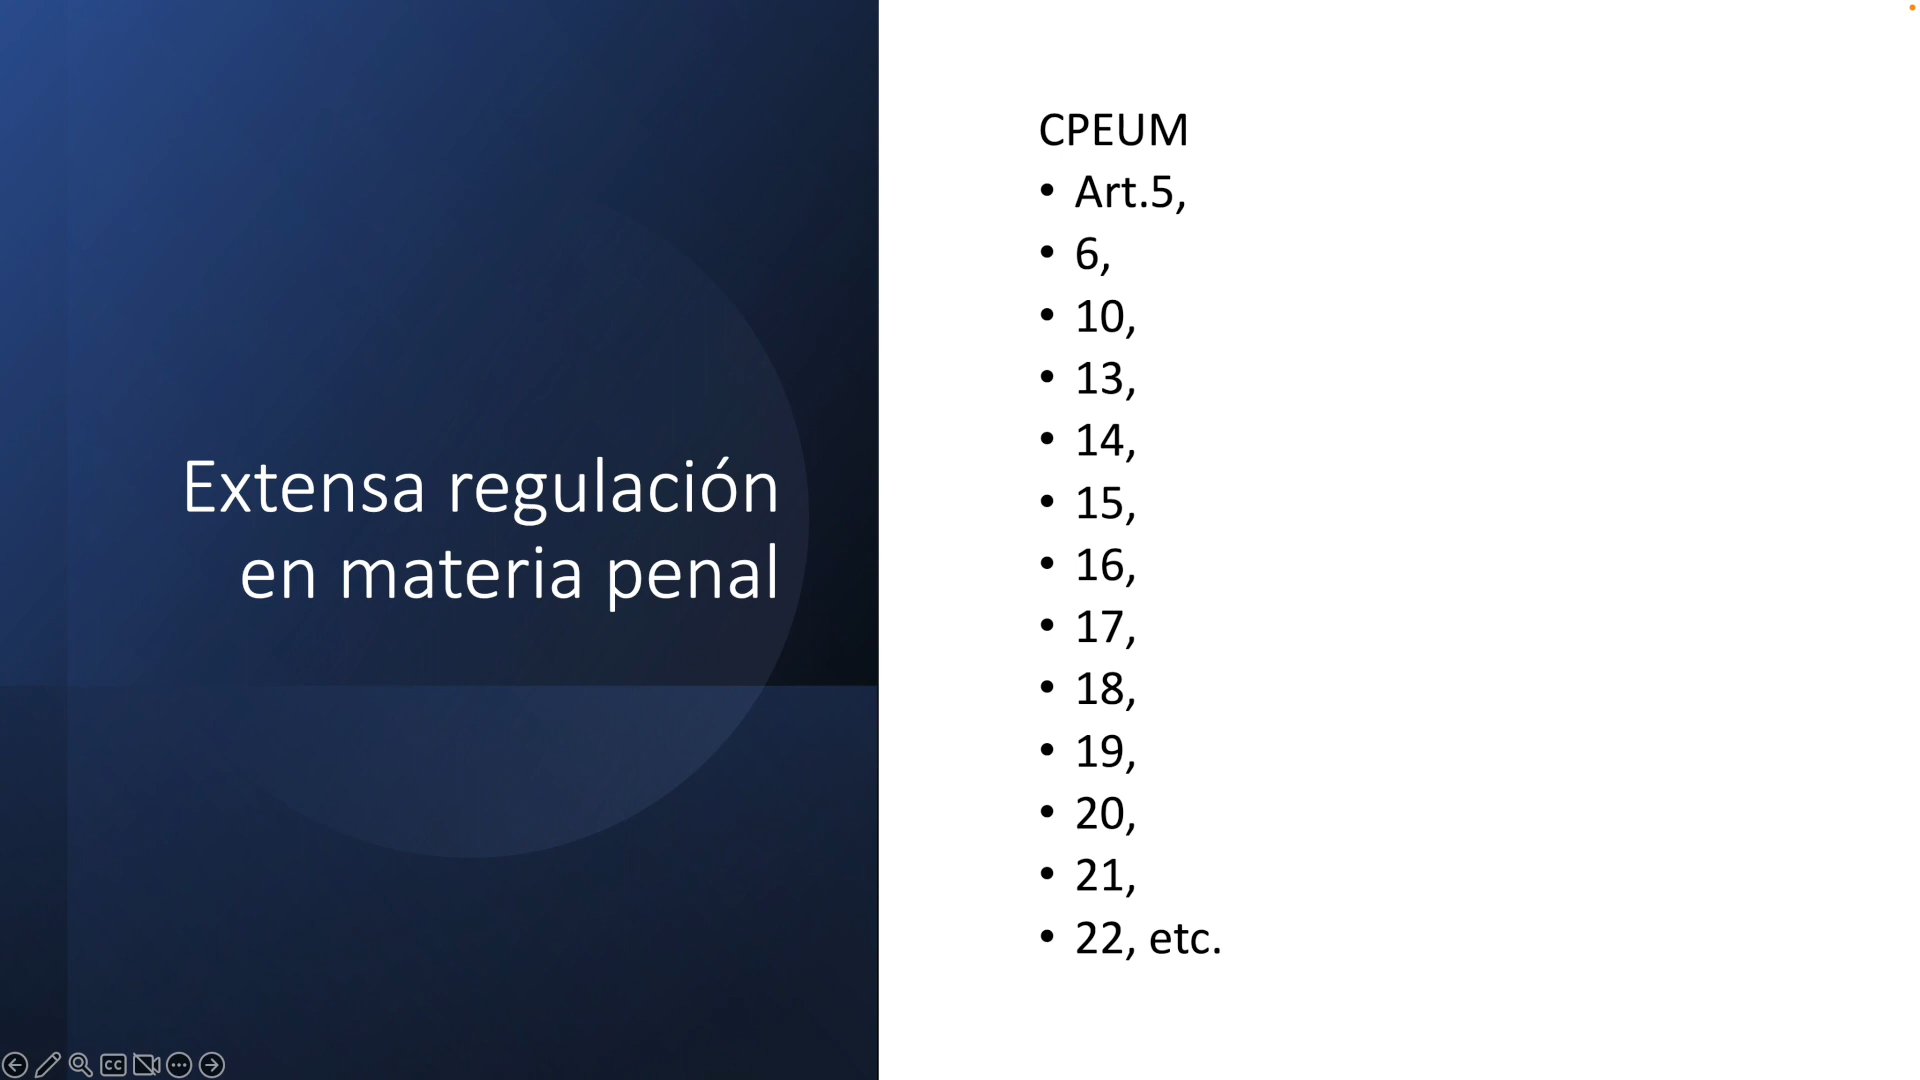 Extensa regulación
en materia penal
CPEUM
• Art.5,
• 6,
• 10,
• 13,
• 14,
• 15,
• 16,
• 17,
• 18,
• 19,
• 20,
• 21,
• 22, etc.
CC